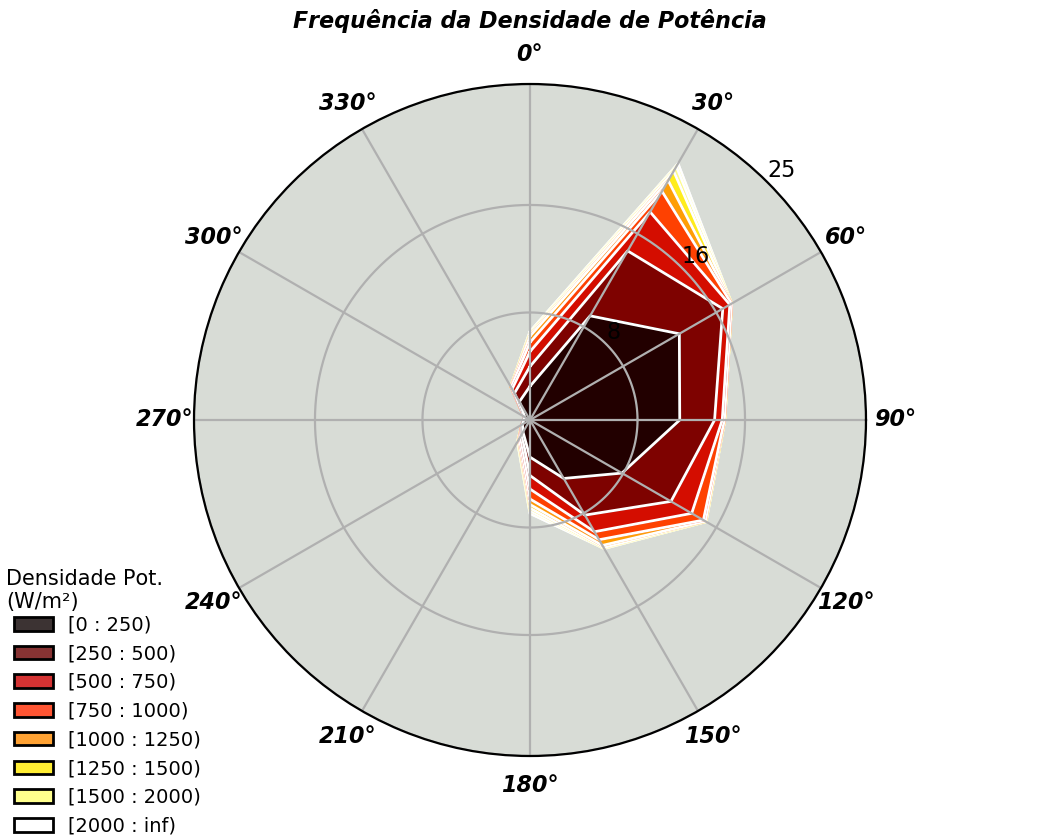 Frequência da Densidade de Potência
0°
330°
30°
25
300°
60°
16
8
270°
90°
Densidade Pot.
(W/m²)
240°
120°
[0 : 250)
[250 : 500)
[500 : 750)
[750 : 1000)
210°
150°
[1000 : 1250)
[1250 : 1500)
180°
[1500 : 2000)
[2000 : inf)